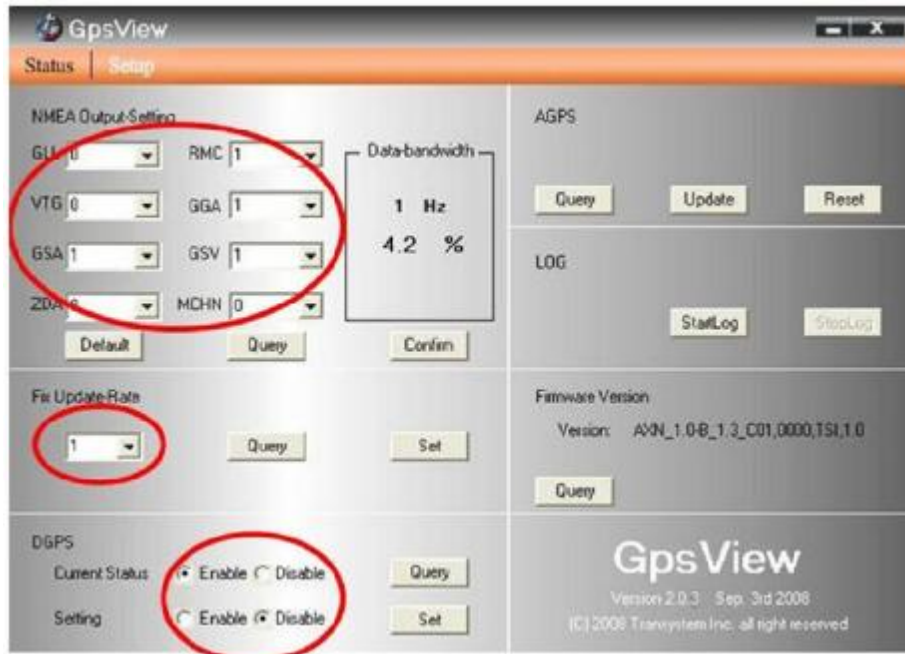 GpsView
Status | Setup
NMEA Output-Setting
GLL 0 RMC 1
VTG 0 GGA 1
GSA 1 GSV 1
ZDA 0 MCHN 0
Default Query Confirm
Data-bandwidth
1 Hz
4.2 %
AGPS
Query Update Reset
LOG
StartLog StopLog
Fix Update-Rate
1 Query Set
Firmware Version
Version: AXN_1.0-B_1.3_C01,0000,TSI,1.0
Query
DGPS
Current Status Enable Disable Query
Setting Enable Disable Set
GpsView
Version 2.0.3 Sep. 3rd 2008
(C) 2008 Transystem Inc. all right reserved